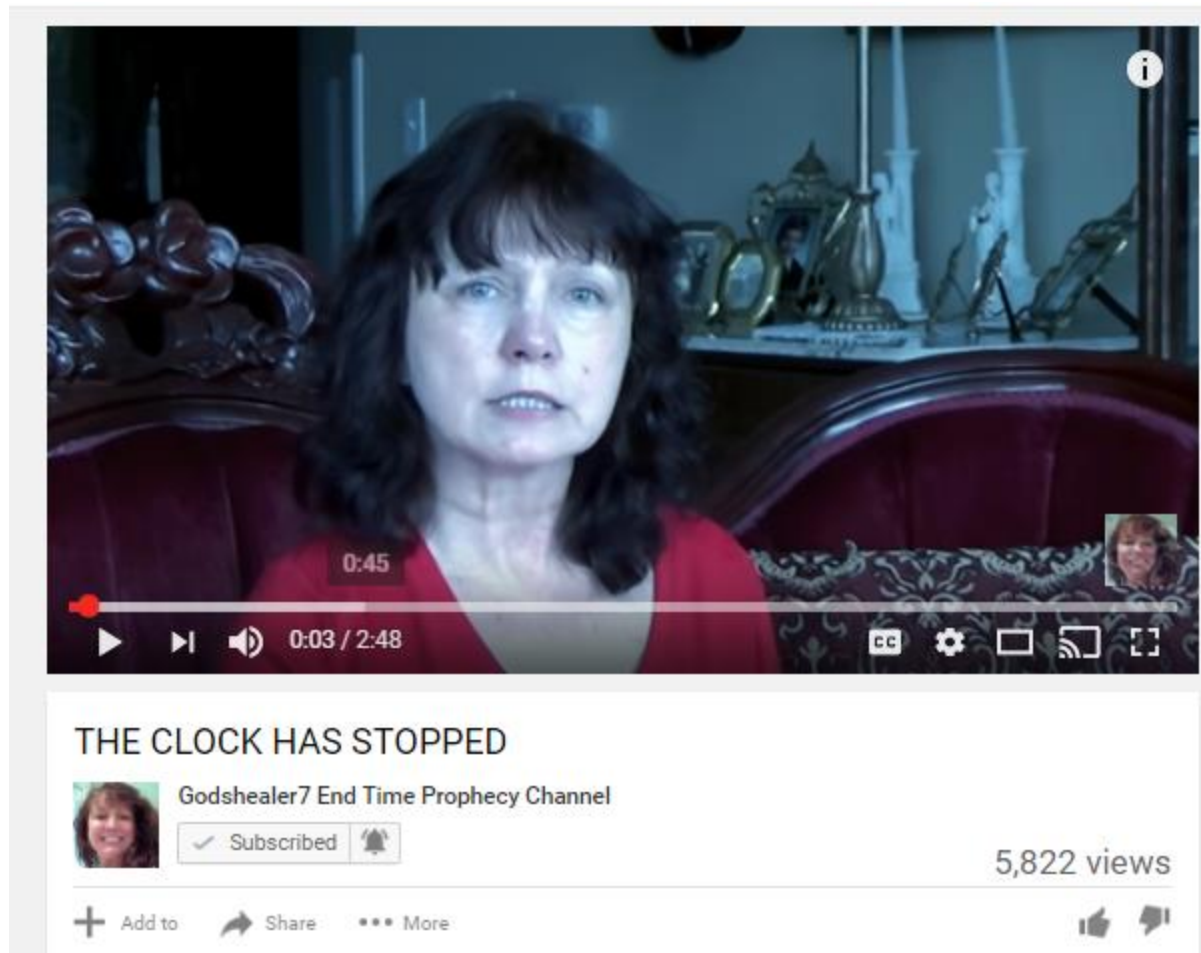 i
0:45
0:03 / 2:48
CC
THE CLOCK HAS STOPPED
Godshealer7 End Time Prophecy Channel
Subscribed
5,822 views
Add to
Share
More